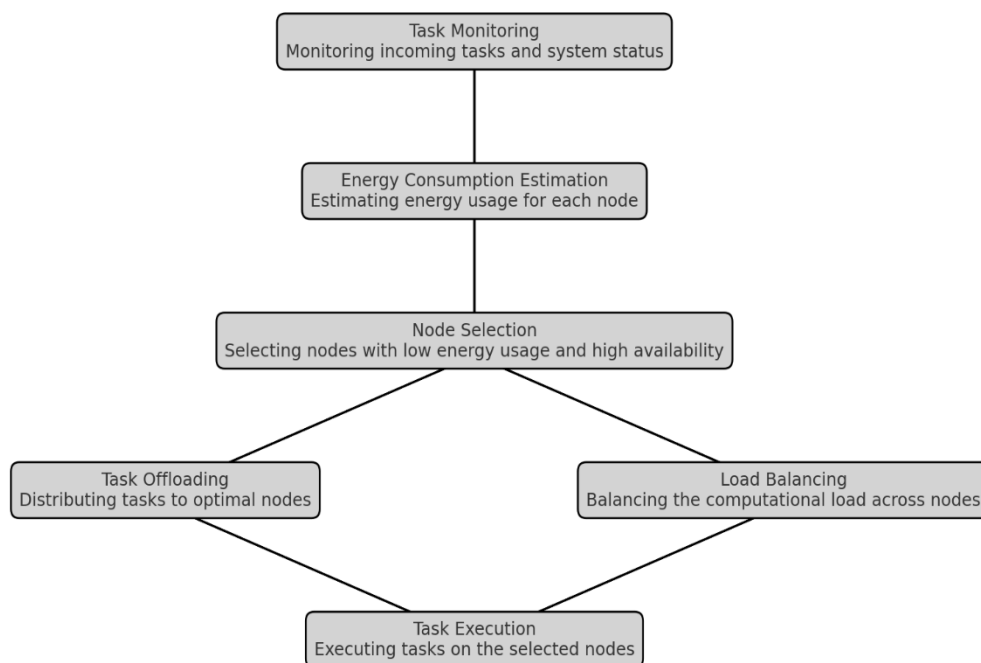 Task Monitoring
Monitoring incoming tasks and system status
Energy Consumption Estimation
Estimating energy usage for each node
Node Selection
Selecting nodes with low energy usage and high availability
Task Offloading
Distributing tasks to optimal nodes
Load Balancing
Balancing the computational load across nodes
Task Execution
Executing tasks on the selected nodes